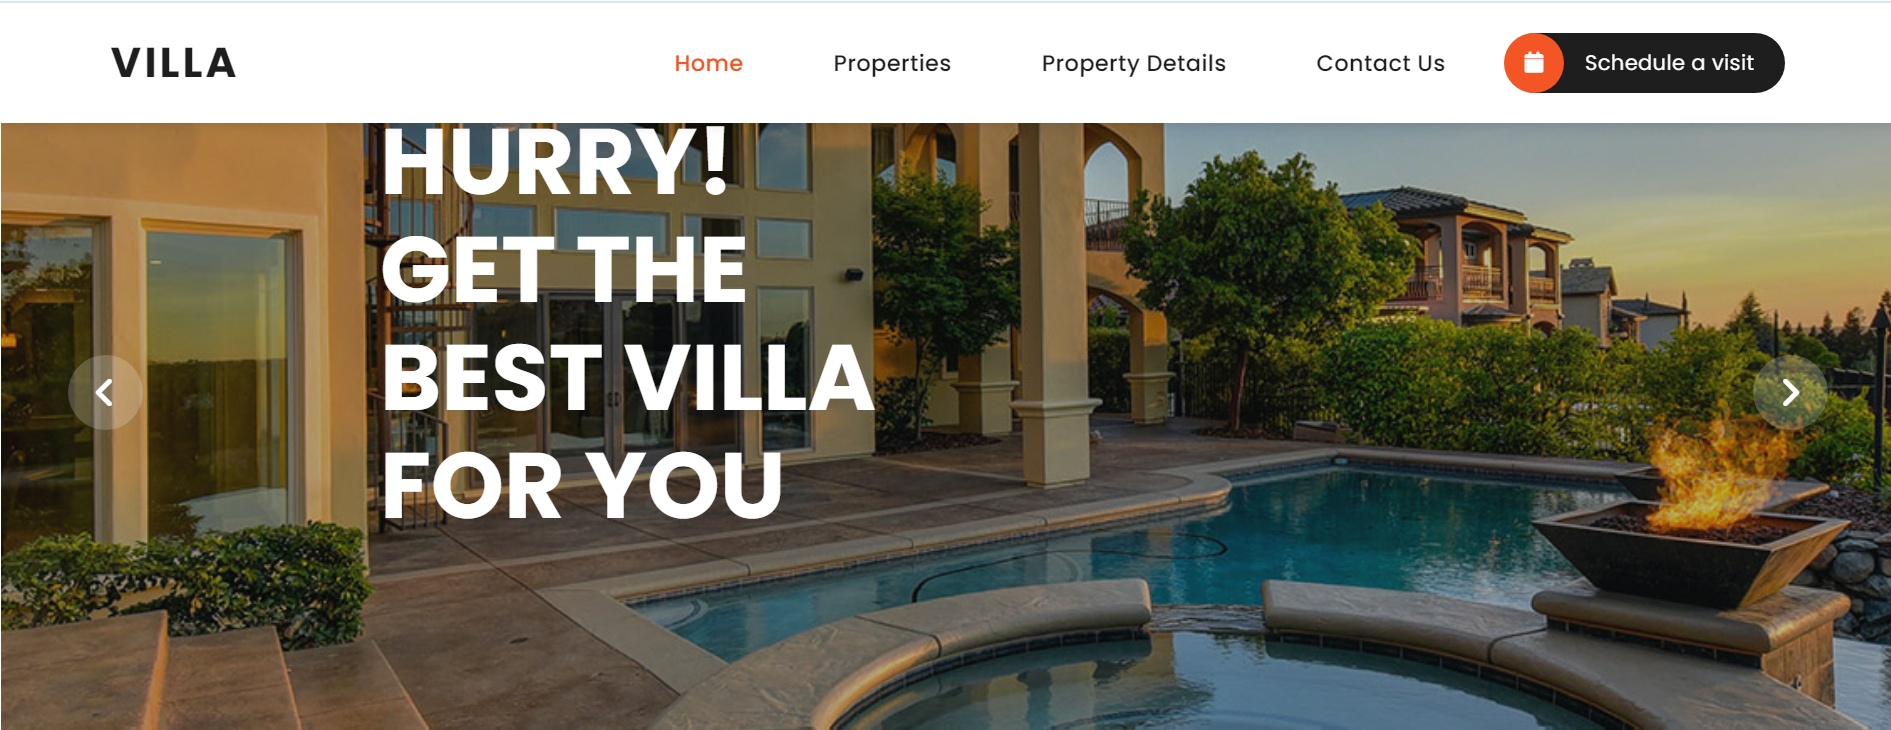 VILLA
Home
Properties
Property Details
Contact Us
Schedule a visit
HURRY!
GET THE
BEST VILLA
FOR YOU